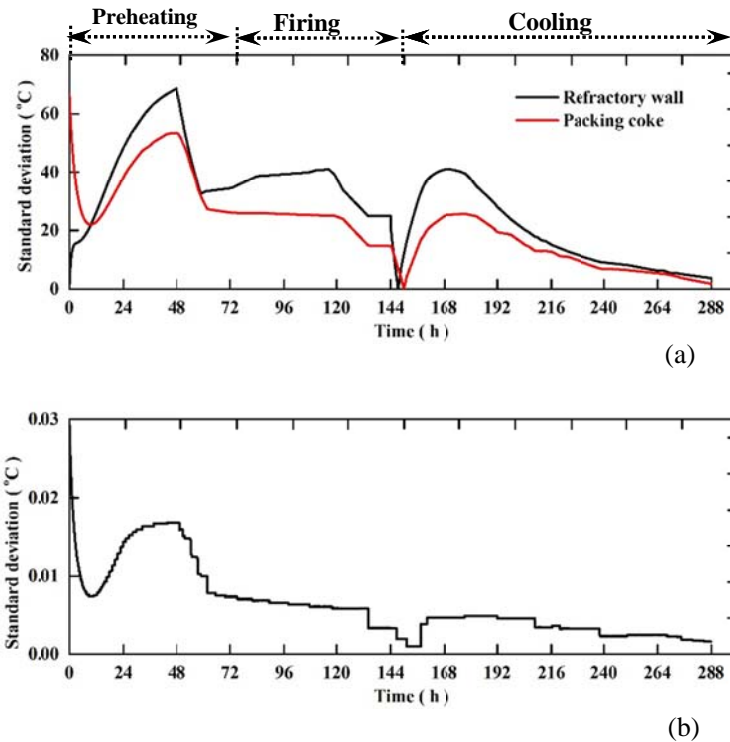 Preheating Firing Cooling
80
60
40
20
0
Standard deviation ( °C )
Refractory wall
Packing coke
0 24 48 72 96 120 144 168 192 216 240 264 288
Time ( h )
(a)
0.03
0.02
0.01
0.00
Standard deviation ( °C )
0 24 48 72 96 120 144 168 192 216 240 264 288
Time ( h )
(b)